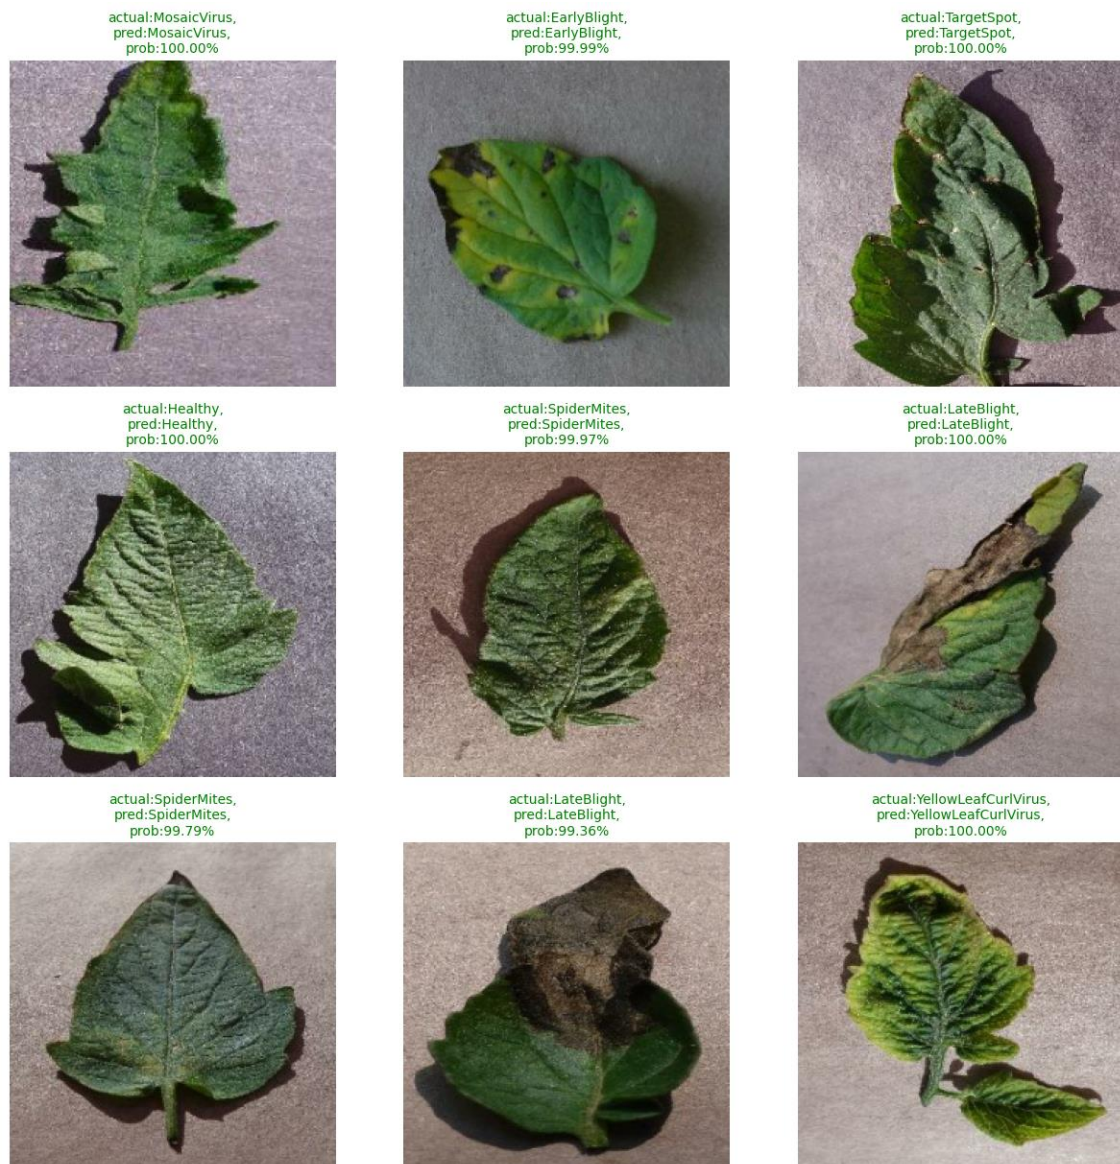 actual:MosaicVirus,
pred:MosaicVirus,
prob:100.00%
actual:EarlyBlight,
pred:EarlyBlight,
prob:99.99%
actual:TargetSpot,
pred:TargetSpot,
prob:100.00%
actual:Healthy,
pred:Healthy,
prob:100.00%
actual:SpiderMites,
pred:SpiderMites,
prob:99.97%
actual:LateBlight,
pred:LateBlight,
prob:100.00%
actual:SpiderMites,
pred:SpiderMites,
prob:99.79%
actual:LateBlight,
pred:LateBlight,
prob:99.36%
actual:YellowLeafCurlVirus,
pred:YellowLeafCurlVirus,
prob:100.00%